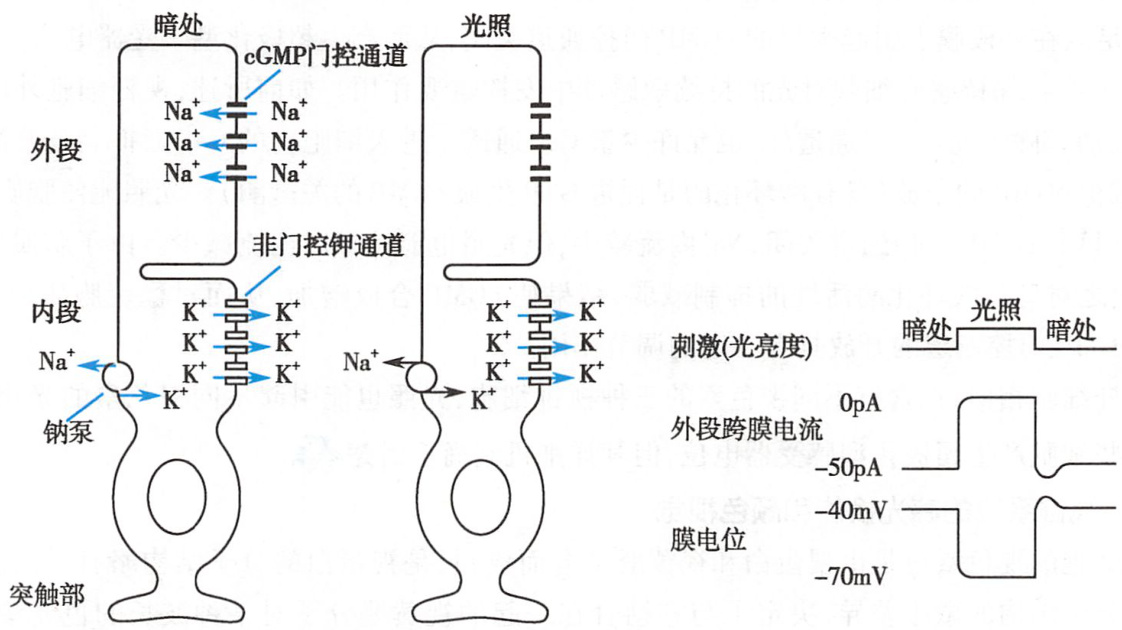 暗处
光照
cGMP门控通道
Na⁺ Na⁺
Na⁺ Na⁺
Na⁺ Na⁺
外段
非门控钾通道
内段
K⁺ K⁺
K⁺ K⁺
K⁺ K⁺
Na⁺
K⁺
钠泵
突触部
K⁺ K⁺
K⁺ K⁺
K⁺ K⁺
Na⁺
K⁺
暗处 光照 暗处
刺激(光亮度)
0pA
外段跨膜电流
-50pA
-40mV
膜电位
-70mV